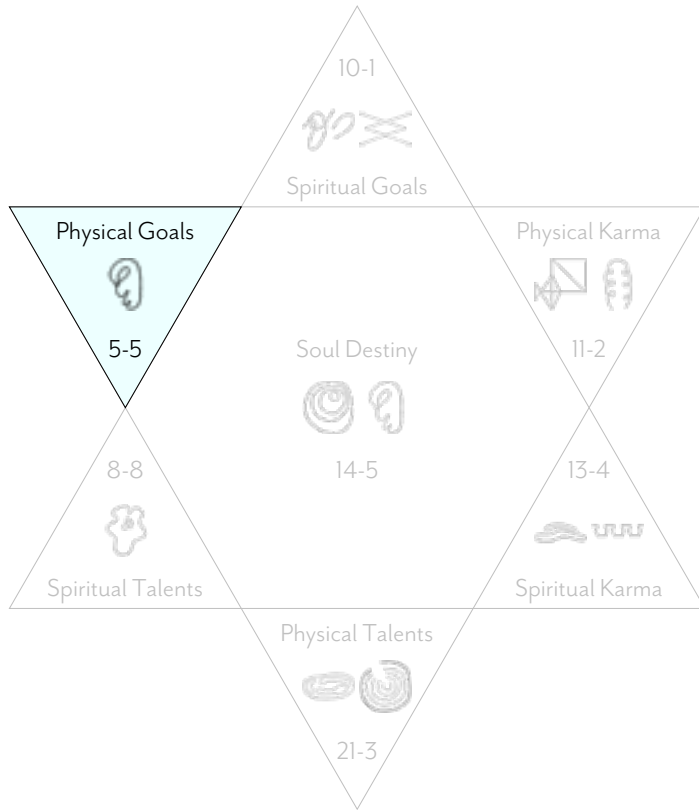 10-1
Spiritual Goals
Physical Goals
5-5
Physical Karma
11-2
Soul Destiny
14-5
8-8
Spiritual Talents
13-4
Spiritual Karma
Physical Talents
21-3